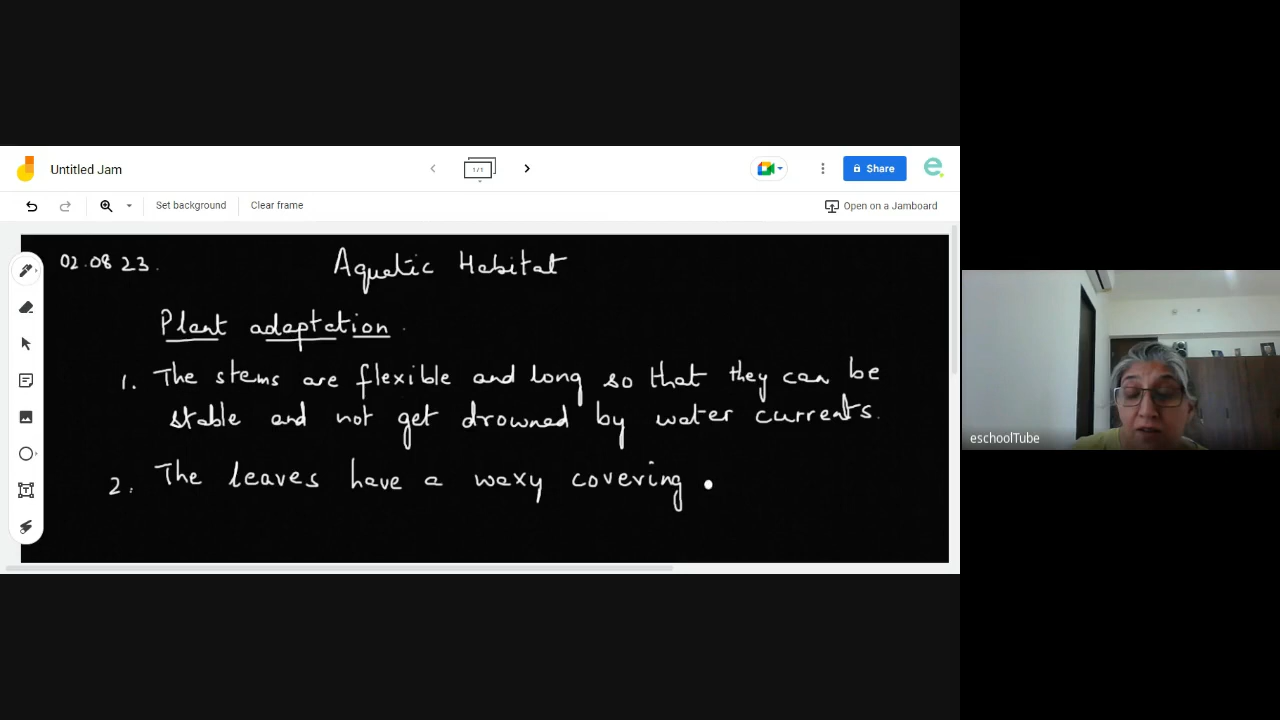 Untitled Jam
1/1
Share
Set background
Clear frame
Open on a Jamboard
02.08 23.
Aquatic Habitat
Plant adaptation.
1. The stems are flexible and long so that they can be
stable and not get drowned by water currents.
2. The leaves have a waxy covering
eschoolTube